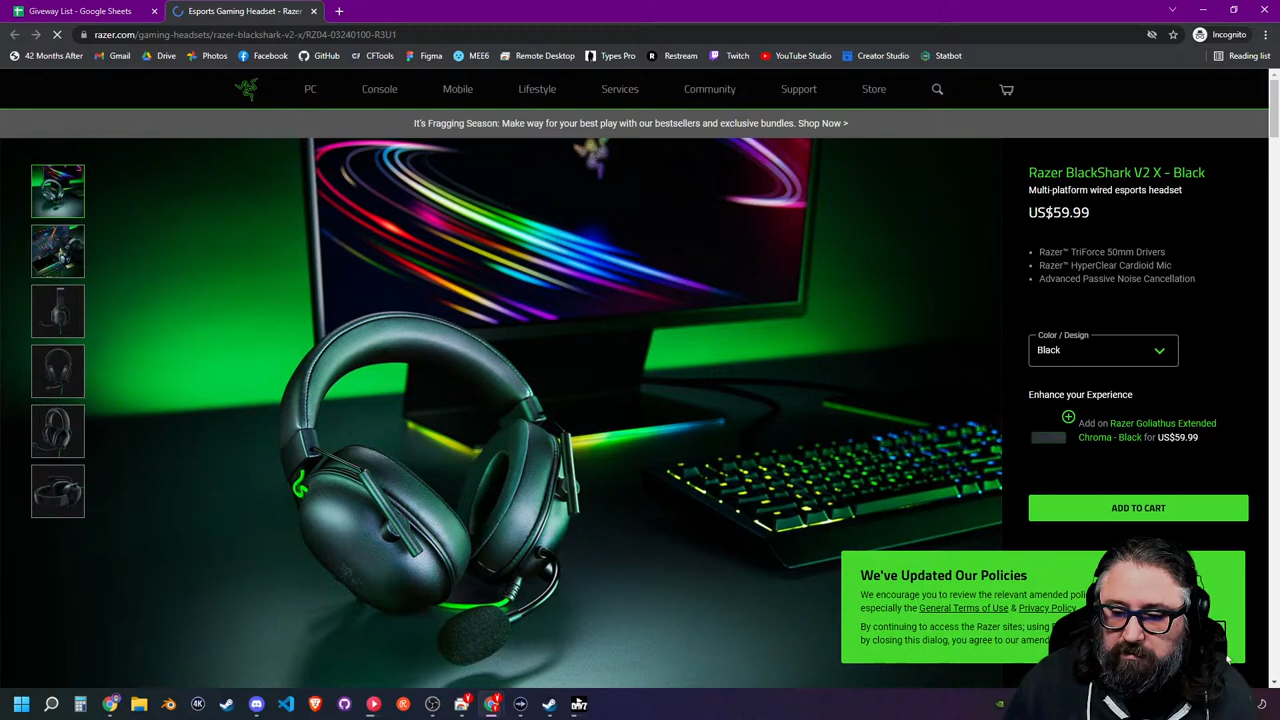 Giveway List - Google Sheets
Esports Gaming Headset - Razer
razer.com/gaming-headsets/razer-blackshark-v2-x/RZ04-03240100-R3U1
Incognito
42 Months After
Gmail
Drive
Photos
Facebook
GitHub
CFTools
Figma
MEE6
Remote Desktop
Types Pro
Restream
Twitch
YouTube Studio
Creator Studio
Statbot
Reading list
PC
Console
Mobile
Lifestyle
Services
Community
Support
Store
It's Fragging Season: Make way for your best play with our bestsellers and exclusive bundles. Shop Now >
Razer BlackShark V2 X - Black
Multi-platform wired esports headset
US$59.99
Razer™ TriForce 50mm Drivers
Razer™ HyperClear Cardioid Mic
Advanced Passive Noise Cancellation
Color / Design
Black
Enhance your Experience
Add on Razer Goliathus Extended
Chroma - Black for US$59.99
ADD TO CART
We've Updated Our Policies
We encourage you to review the relevant amended
especially the General Terms of Use & Privacy Policy
By continuing to access the Razer sites; using
by closing this dialog, you agree to our
4K